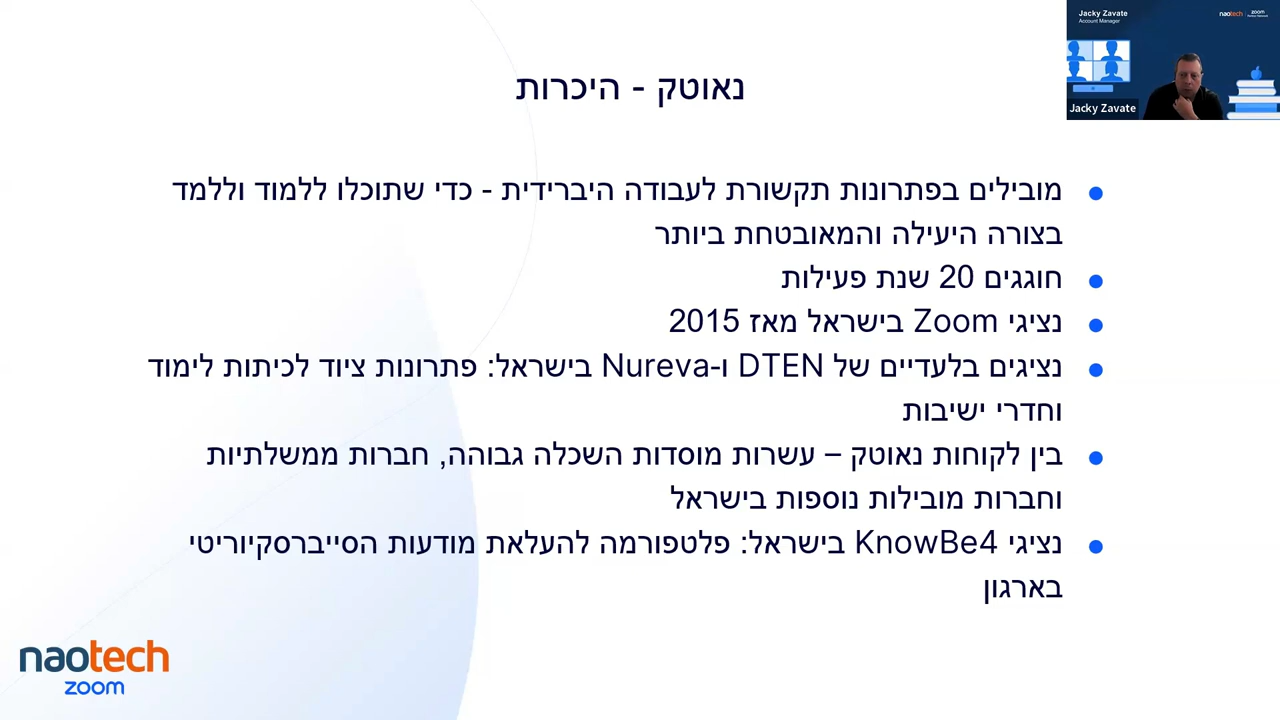 נאוטק - היכרות
מובילים בפתרונות תקשורת לעבודה היברידית - כדי שתוכלו ללמוד וללמד
בצורה היעילה והמאובטחת ביותר
חוגגים 20 שנת פעילות
נציגי Zoom בישראל מאז 2015
נציגים בלעדיים של DTEN ו-Nureva בישראל: פתרונות ציוד לכיתות לימוד
וחדרי ישיבות
בין לקוחות נאוטק – עשרות מוסדות השכלה גבוהה, חברות ממשלתיות
וחברות מובילות נוספות בישראל
נציגי KnowBe4 בישראל: פלטפורמה להעלאת מודעות הסייברסקיוריטי
בארגון
naotech
zoom
Jacky Zavate
Account Manager
naotech
zoom
Jacky Zavate